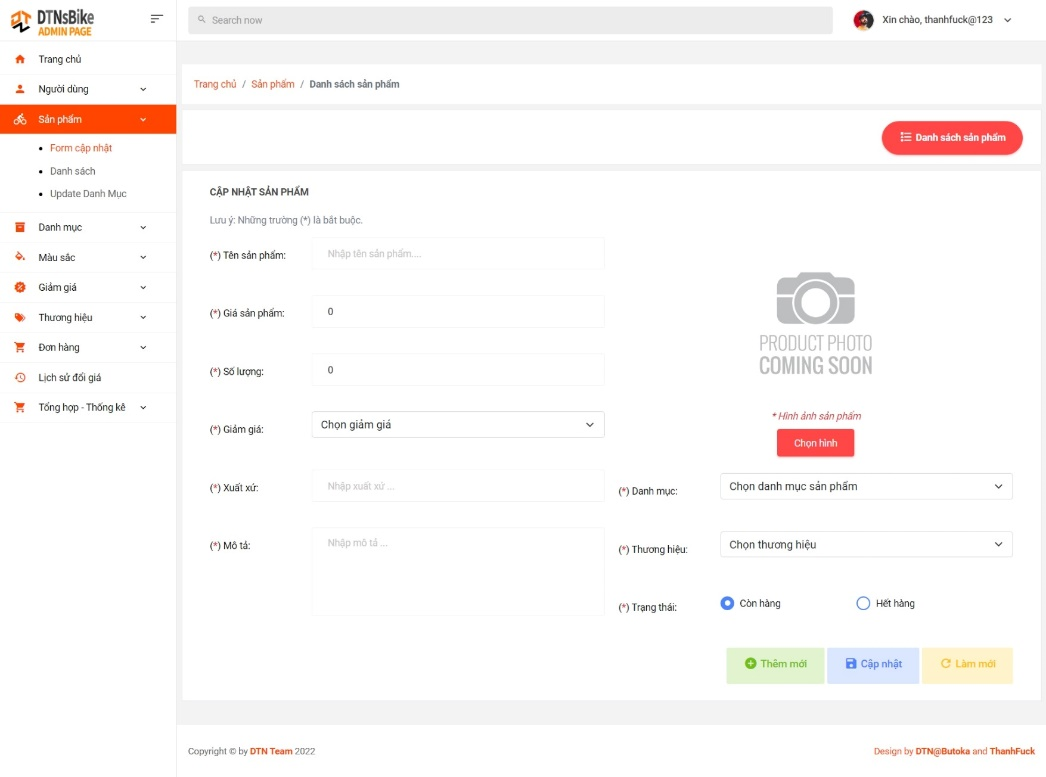 DTNsBike
ADMIN PAGE
Search now
Xin chào, thanhfuck@123
Trang chủ
Người dùng
Sản phẩm
Form cập nhật
Danh sách
Update Danh Mục
Danh mục
Màu sắc
Giảm giá
Thương hiệu
Đơn hàng
Lịch sử đổi giá
Tổng hợp - Thống kê
Trang chủ / Sản phẩm / Danh sách sản phẩm
Danh sách sản phẩm
CẬP NHẬT SẢN PHẨM
Lưu ý: Những trường (*) là bắt buộc.
(*) Tên sản phẩm:
Nhập tên sản phẩm....
(*) Giá sản phẩm:
0
(*) Số lượng:
0
(*) Giảm giá:
Chọn giảm giá
(*) Xuất xứ:
Nhập xuất xứ ...
(*) Mô tả:
Nhập mô tả ...
PRODUCT PHOTO
COMING SOON
* Hình ảnh sản phẩm
Chọn hình
(*) Danh mục:
Chọn danh mục sản phẩm
(*) Thương hiệu:
Chọn thương hiệu
(*) Trạng thái:
Còn hàng
Hết hàng
Thêm mới
Cập nhật
Làm mới
Copyright © by DTN Team 2022
Design by DTN@Butoka and ThanhFuck